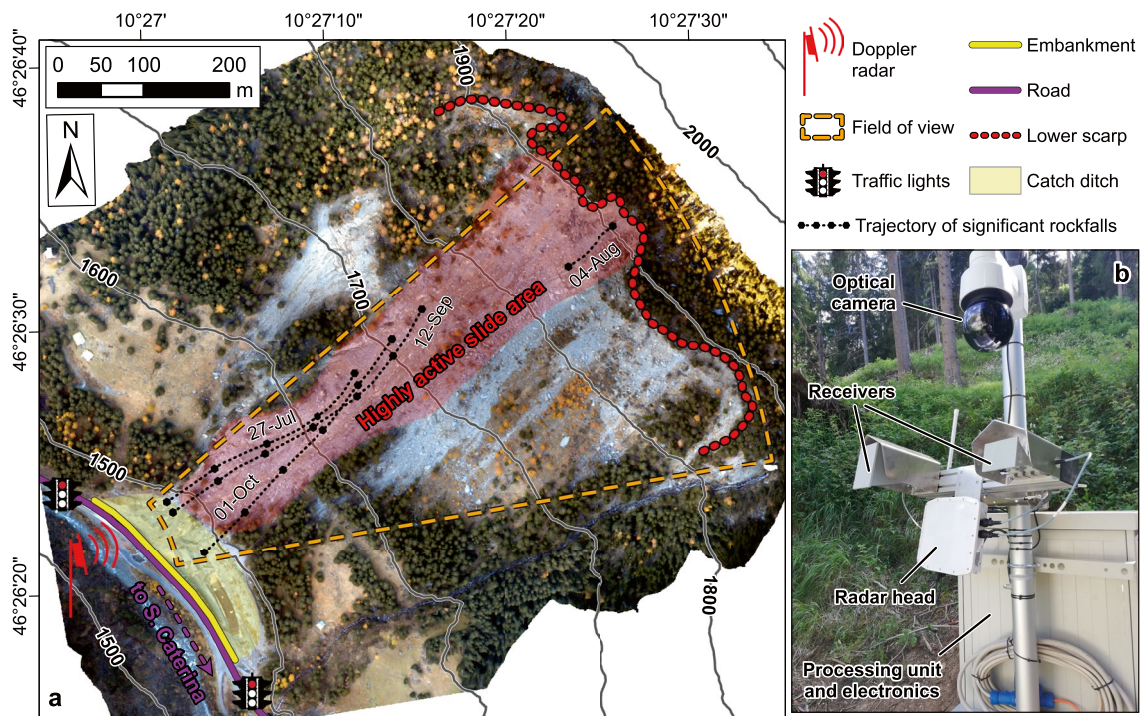 10°27'
10°27'10"
10°27'20"
10°27'30"
46°26'40"
46°26'30"
46°26'20"
0 50 100 200
m
N
1900
2000
1600
1700
1500
1800
1500
04-Aug
12-Sep
Highly active slide area
27-Jul
01-Oct
to S. Caterina
a
Doppler
radar
Field of view
Traffic lights
Trajectory of significant rockfalls
Embankment
Road
Lower scarp
Catch ditch
b
Optical
camera
Receivers
Radar head
Processing unit
and electronics